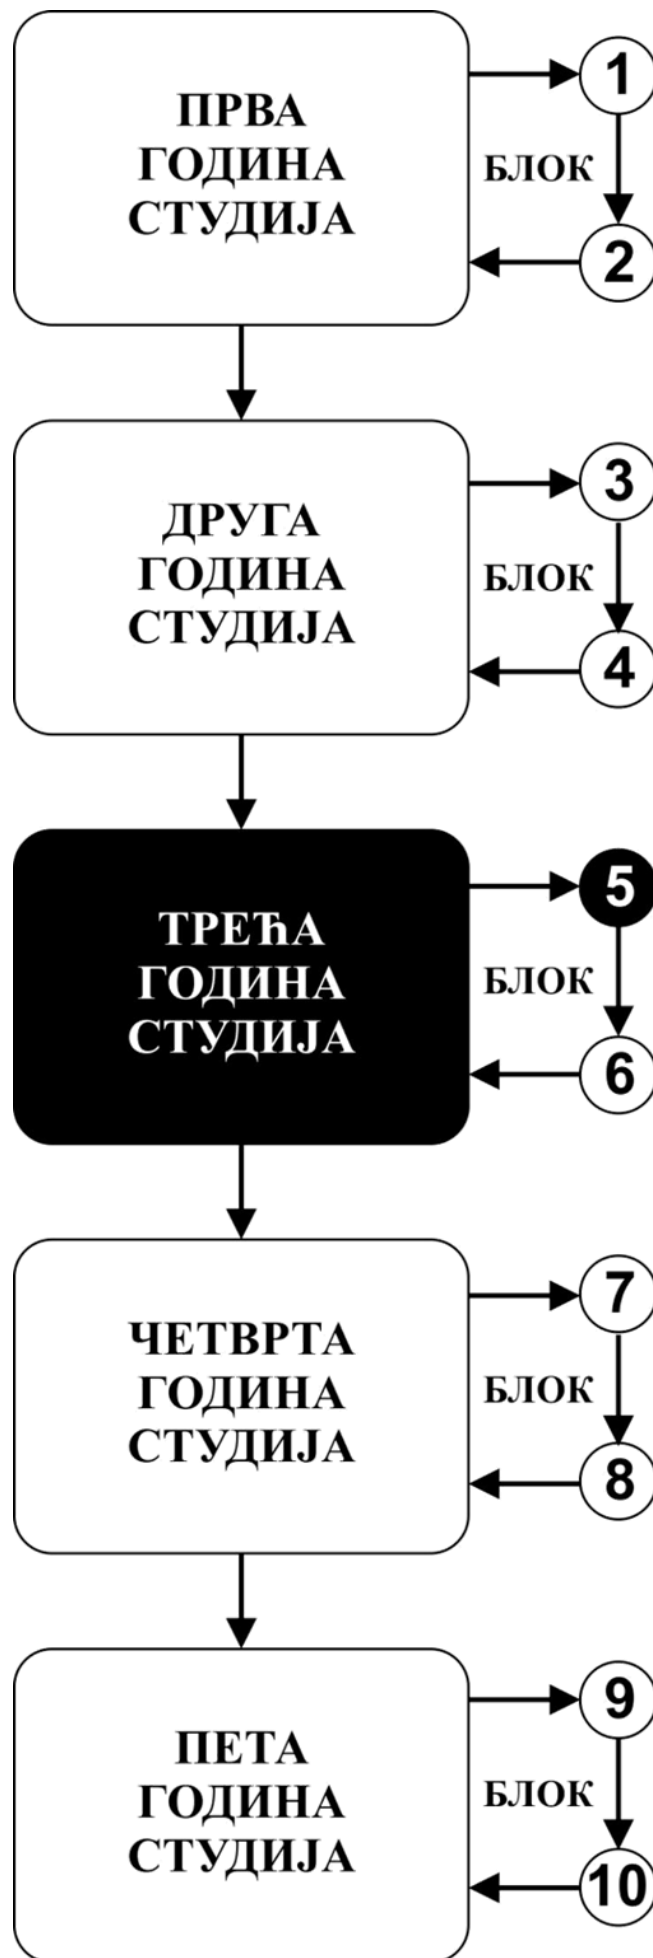 ПРВА
ГОДИНА
СТУДИЈА
1
БЛОК
2
ДРУГА
ГОДИНА
СТУДИЈА
3
БЛОК
4
ТРЕЋА
ГОДИНА
СТУДИЈА
5
БЛОК
6
ЧЕТВРТА
ГОДИНА
СТУДИЈА
7
БЛОК
8
ПЕТА
ГОДИНА
СТУДИЈА
9
БЛОК
10